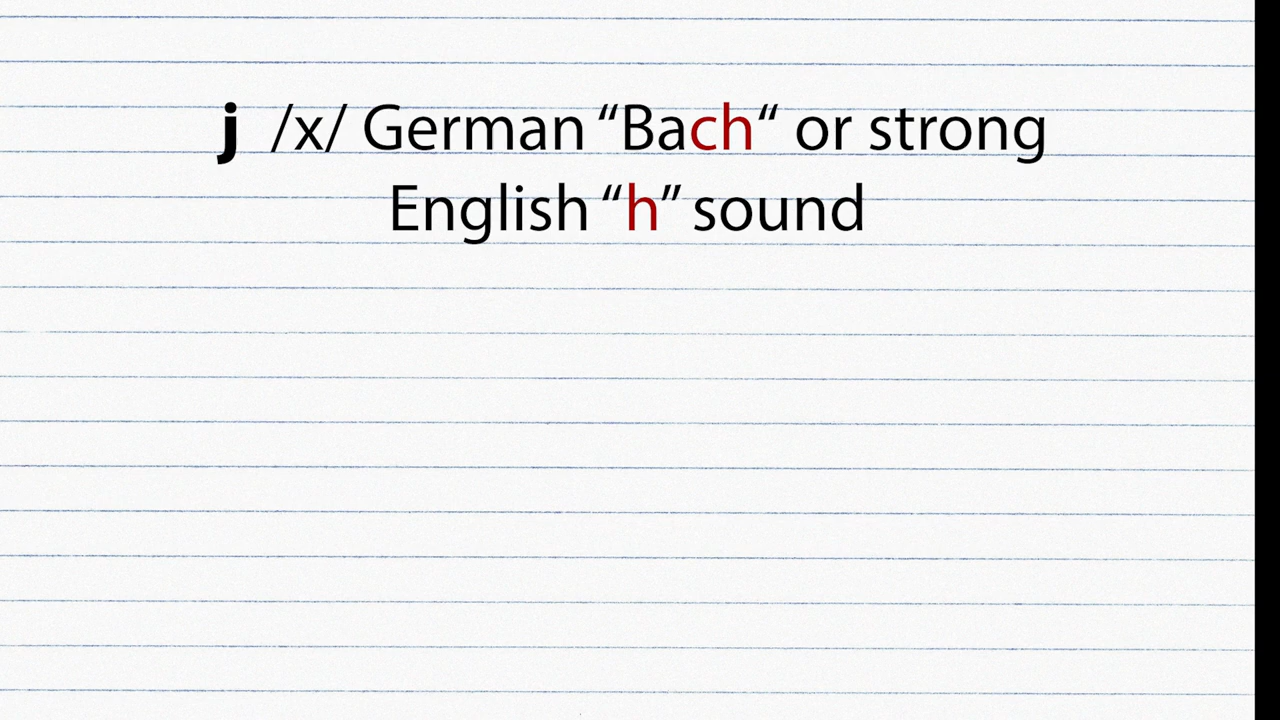 j /x/ German “Bach“ or strong
English “h” sound